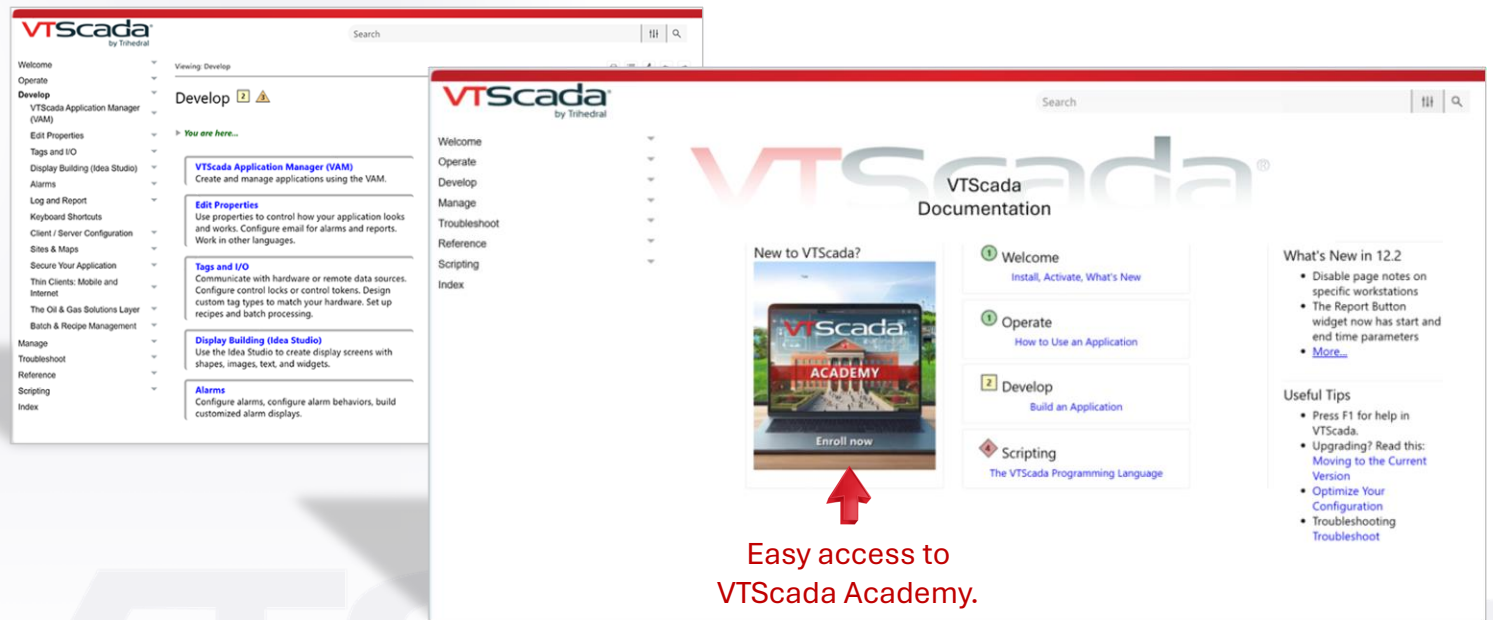 VTScada
by Trihedral
Search
Welcome
Operate
Develop
VTScada Application Manager
(VAM)
Edit Properties
Tags and I/O
Display Building (Idea Studio)
Alarms
Log and Report
Keyboard Shortcuts
Client / Server Configuration
Sites & Maps
Secure Your Application
Thin Clients: Mobile and
Internet
The Oil & Gas Solutions Layer
Batch & Recipe Management
Manage
Troubleshoot
Reference
Scripting
Index
Viewing: Develop
Develop 2 3
You are here...
VTScada Application Manager (VAM)
Create and manage applications using the VAM.
Edit Properties
Use properties to control how your application looks
and works. Configure email for alarms and reports.
Work in other languages.
Tags and I/O
Communicate with hardware or remote data sources.
Configure control locks or control tokens. Design
custom tag types to match your hardware. Set up
recipes and batch processing.
Display Building (Idea Studio)
Use the Idea Studio to create display screens with
shapes, images, text, and widgets.
Alarms
Configure alarms, configure alarm behaviors, build
customized alarm displays.
VTScada
by Trihedral
Search
Welcome
Operate
Develop
Manage
Troubleshoot
Reference
Scripting
Index
VTScada®
VTScada
Documentation
New to VTScada?
VTScada
ACADEMY
Enroll now
1 Welcome
Install, Activate, What's New
1 Operate
How to Use an Application
2 Develop
Build an Application
4 Scripting
The VTScada Programming Language
What's New in 12.2
• Disable page notes on
specific workstations
• The Report Button
widget now has start and
end time parameters
• More...
Useful Tips
• Press F1 for help in
VTScada.
• Upgrading? Read this:
Moving to the Current
Version
• Optimize Your
Configuration
• Troubleshooting
Troubleshoot
Easy access to
VTScada Academy.